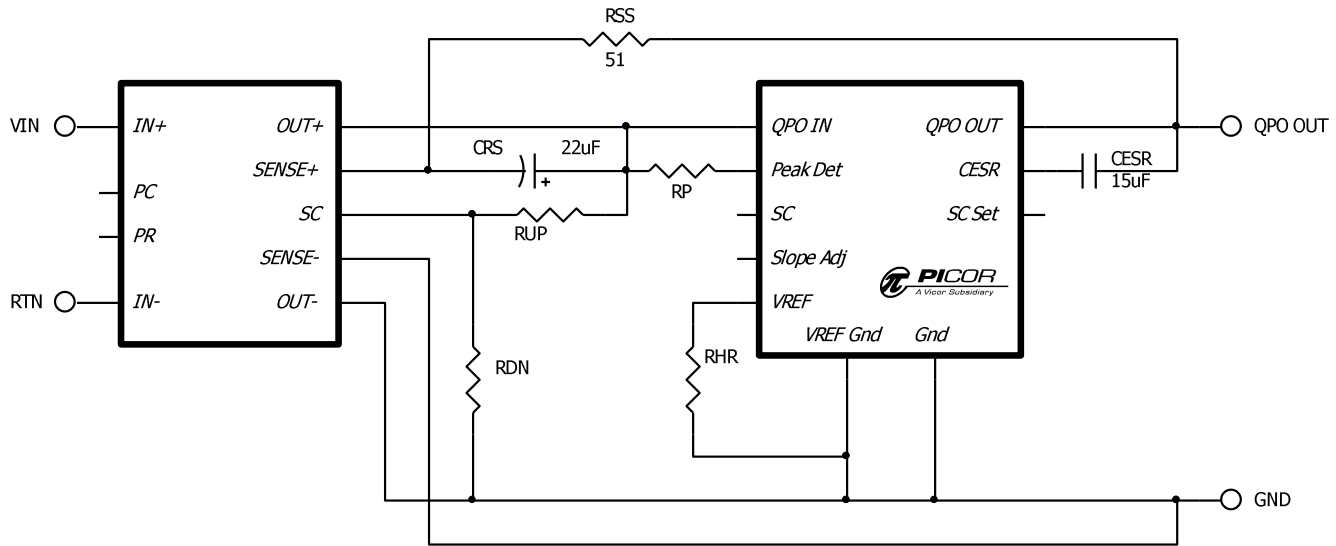 RSS
51
VIN
IN+
OUT+
QPO IN
QPO OUT
QPO OUT
CRS
22uF
SENSE+
+
RP
Peak Det
CESR
CESR
15uF
PC
SC
RUP
SC
SC Set
PR
SENSE-
Slope Adj
PICOR
A Vicor Subsidiary
RTN
IN-
OUT-
VREF
VREF Gnd
Gnd
RDN
RHR
GND